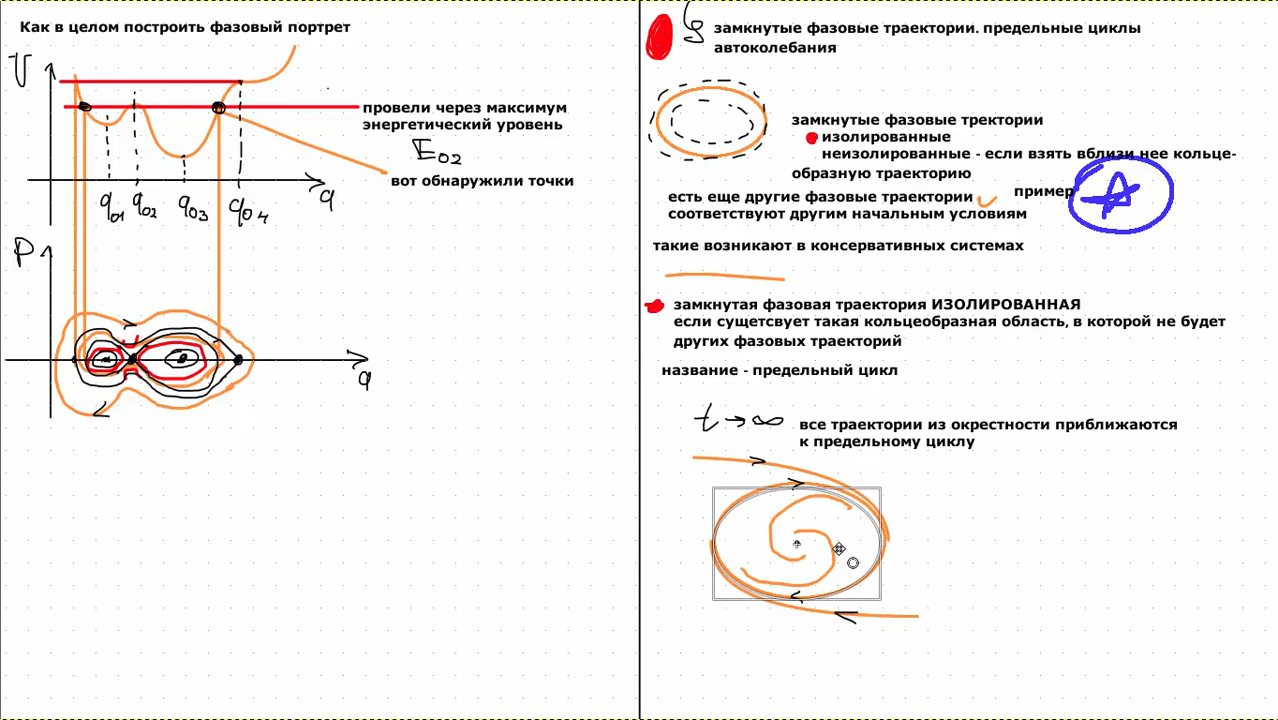 Как в целом построить фазовый портрет
U
провели через максимум
энергетический уровень
E02
вот обнаружили точки
q
q01 q02 q03 q04
P
q
замкнутые фазовые траектории. предельные циклы
автоколебания
замкнутые фазовые тректории
изолированные
неизолированные - если взять вблизи нее кольце-
образную траекторию
пример
есть еще другие фазовые траектории
соответствуют другим начальным условиям
такие возникают в консервативных системах
замкнутая фазовая траектория ИЗОЛИРОВАННАЯ
если сущетсвует такая кольцеобразная область, в которой не будет
других фазовых траекторий
название - предельный цикл
t → ∞
все траектории из окрестности приближаются
к предельному циклу